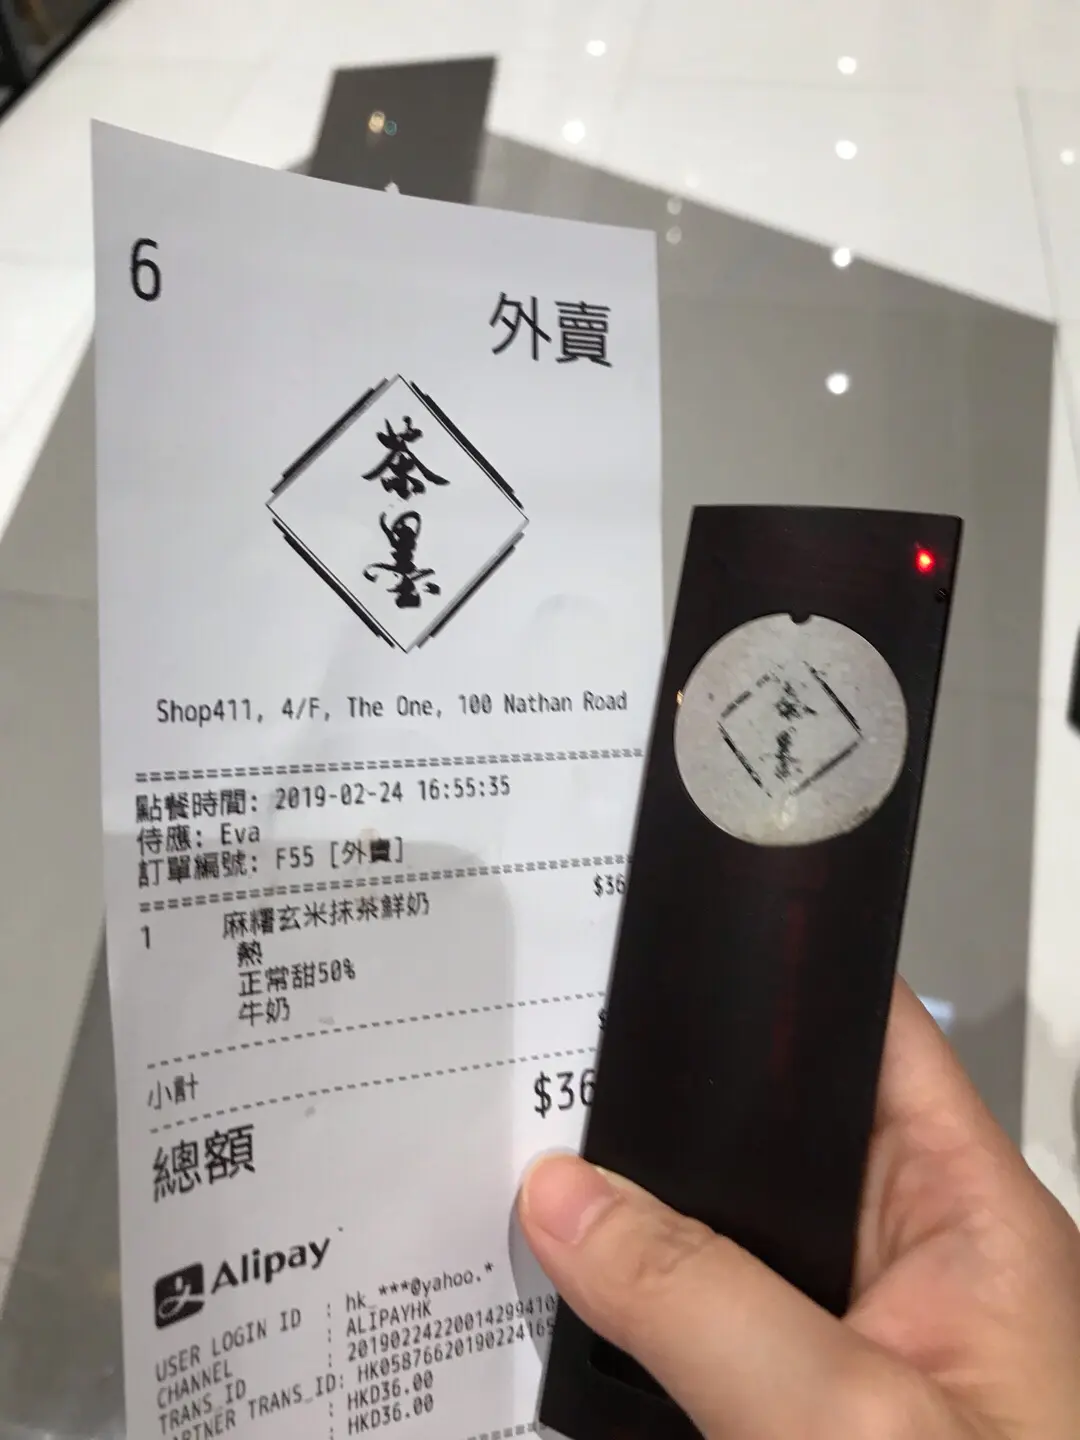 6
外賣
茶
墨
Shop411, 4/F, The One, 100 Nathan Road
點餐時間: 2019-02-24 16:55:35
侍應: Eva
訂單編號: F55 [外賣]
$36
1 麻糬玄米抹茶鮮奶
熱
正常甜50%
牛奶
小計
$36
總額
Alipay
USER LOGIN ID : hk_***@yahoo.*
CHANNEL : ALIPAYHK
TRANS_ID : 20190224220014299410
PARTNER TRANS_ID: HK0587662019022416
: HKD36.00
: HKD36.00
茶
墨